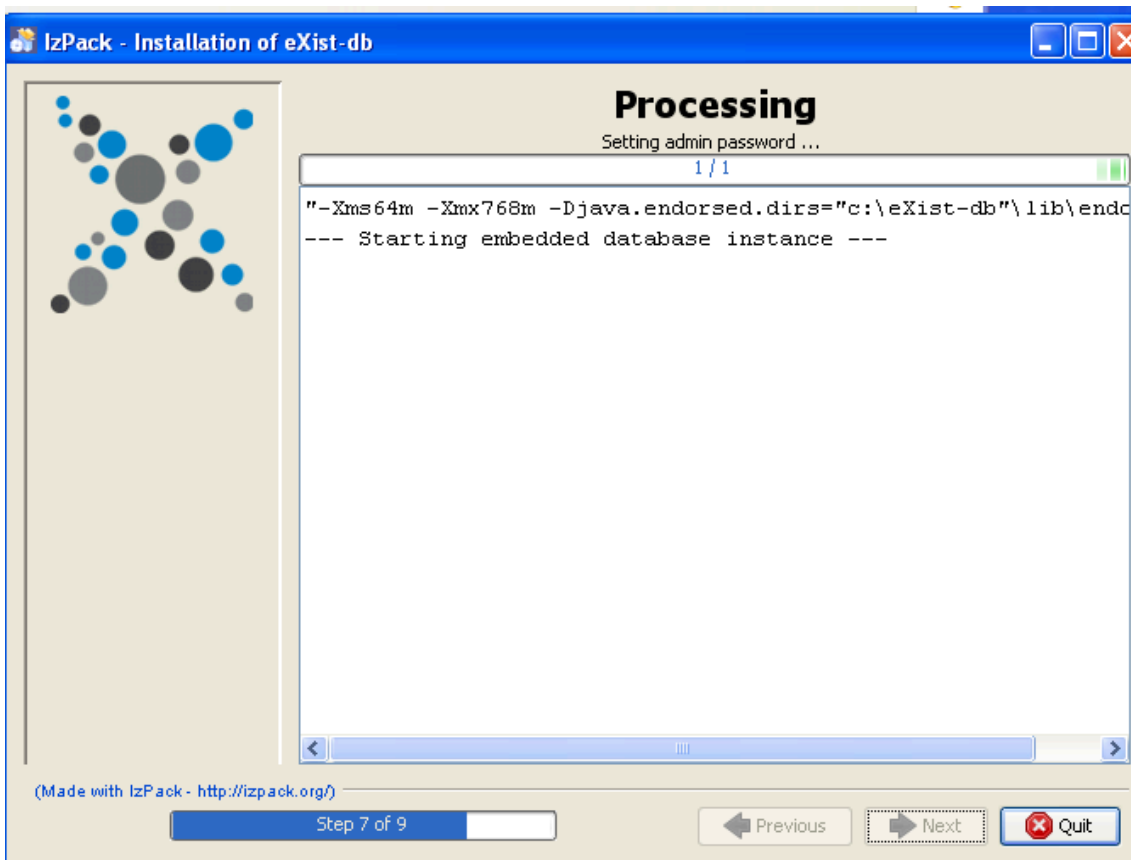 IzPack - Installation of eXist-db
Processing
Setting admin password ...
1 / 1
"-Xms64m -Xmx768m -Djava.endorsed.dirs="c:\eXist-db"\lib\endo
--- Starting embedded database instance ---
(Made with IzPack - http://izpack.org/)
Step 7 of 9
Previous
Next
Quit